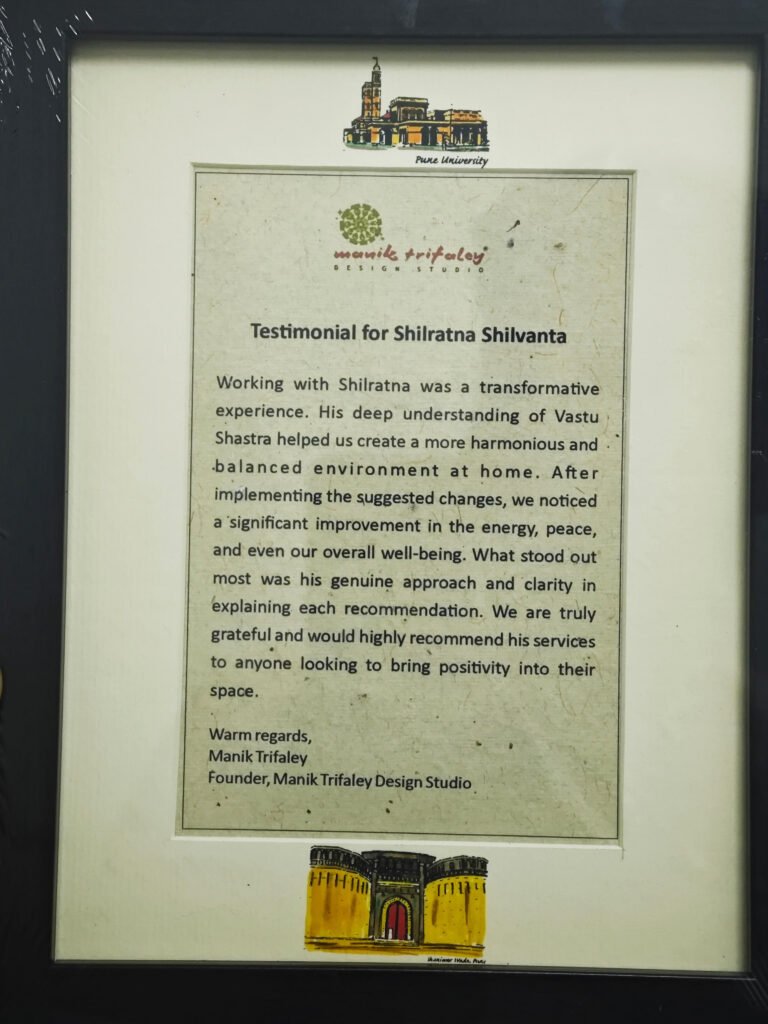 Pune University
manik trifaley
DESIGN STUDIO
Testimonial for Shilratna Shilvanta
Working with Shilratna was a transformative
experience. His deep understanding of Vastu
Shastra helped us create a more harmonious and
balanced environment at home. After
implementing the suggested changes, we noticed
a significant improvement in the energy, peace,
and even our overall well-being. What stood out
most was his genuine approach and clarity in
explaining each recommendation. We are truly
grateful and would highly recommend his services
to anyone looking to bring positivity into their
space.
Warm regards,
Manik Trifaley
Founder, Manik Trifaley Design Studio